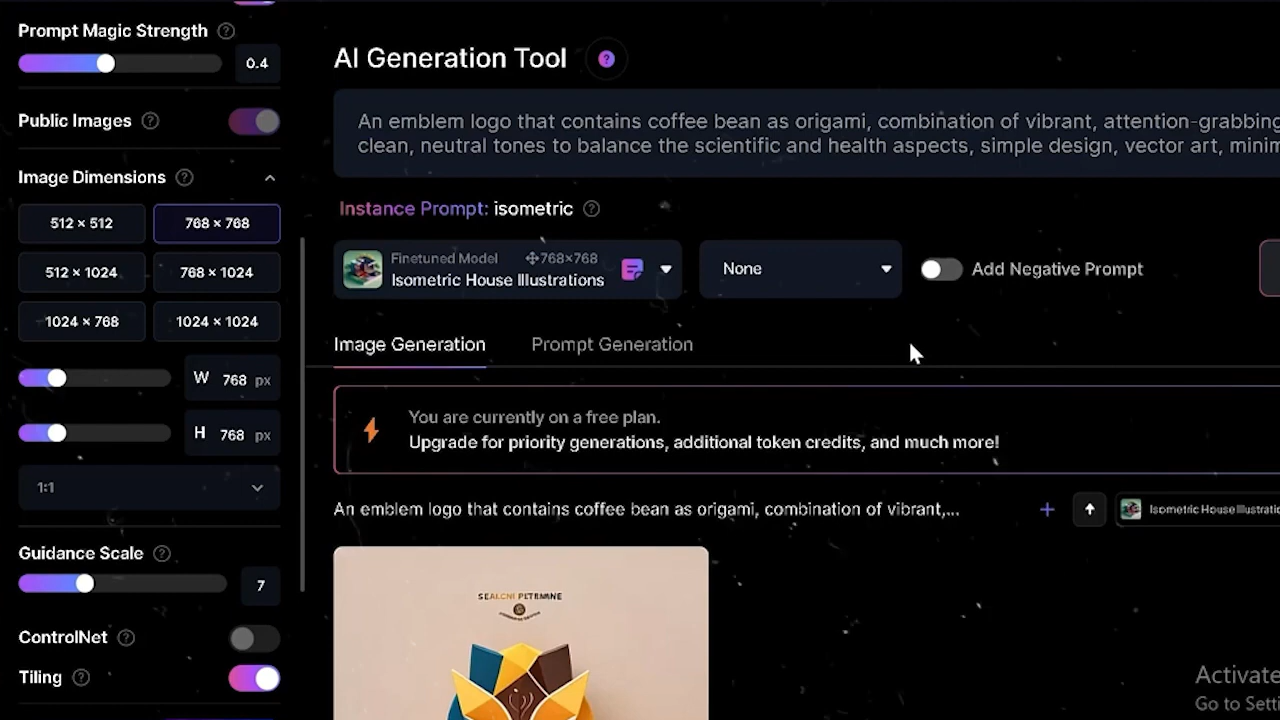 Prompt Magic Strength
0.4
Public Images
Image Dimensions
512 × 512
768 × 768
512 × 1024
768 × 1024
1024 × 768
1024 × 1024
W 768 px
H 768 px
1:1
Guidance Scale
7
ControlNet
Tiling
AI Generation Tool
An emblem logo that contains coffee bean as origami, combination of vibrant, attention-grabbing
clean, neutral tones to balance the scientific and health aspects, simple design, vector art, minim
Instance Prompt: isometric
Finetuned Model 768×768
Isometric House Illustrations
None
Add Negative Prompt
Image Generation
Prompt Generation
You are currently on a free plan.
Upgrade for priority generations, additional token credits, and much more!
An emblem logo that contains coffee bean as origami, combination of vibrant,...
Isometric House Illustratio
SEALCNI PETEMINE
Activate
Go to Setti